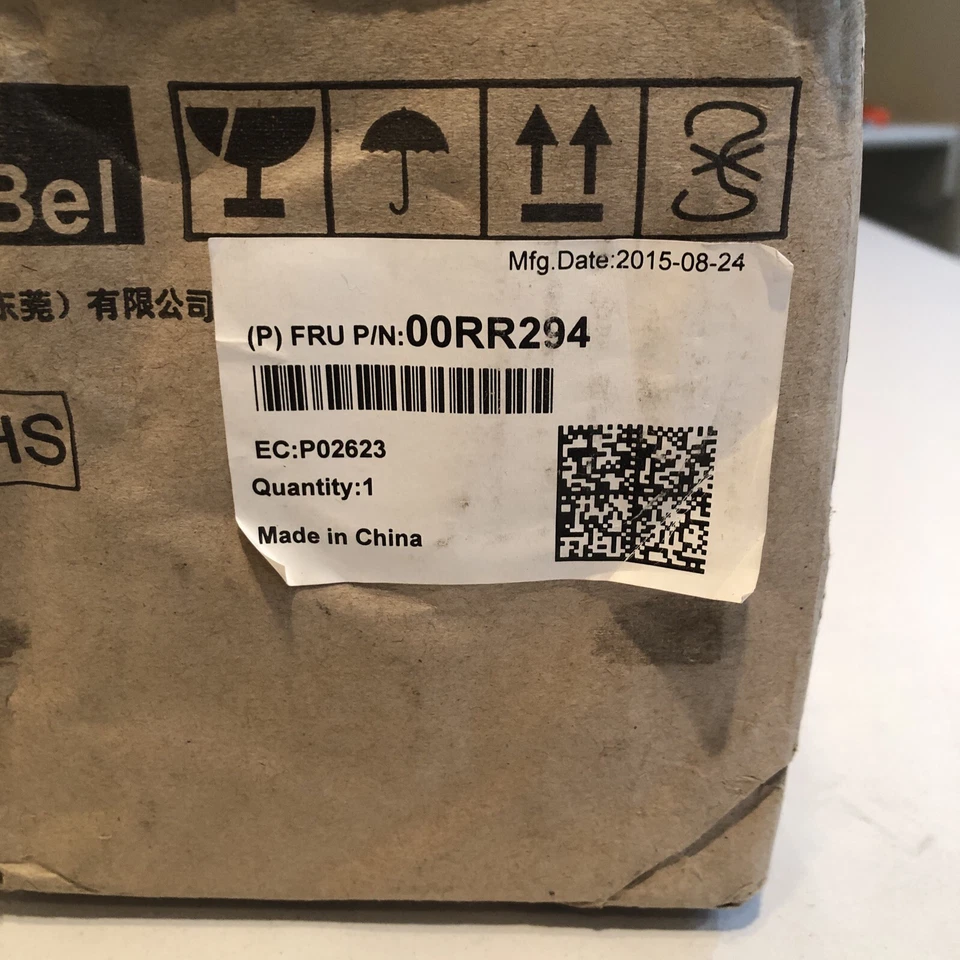 Bel
Mfg.Date:2015-08-24
东莞）有限公司
(P) FRU P/N:00RR294
HS
EC:P02623
Quantity:1
Made in China